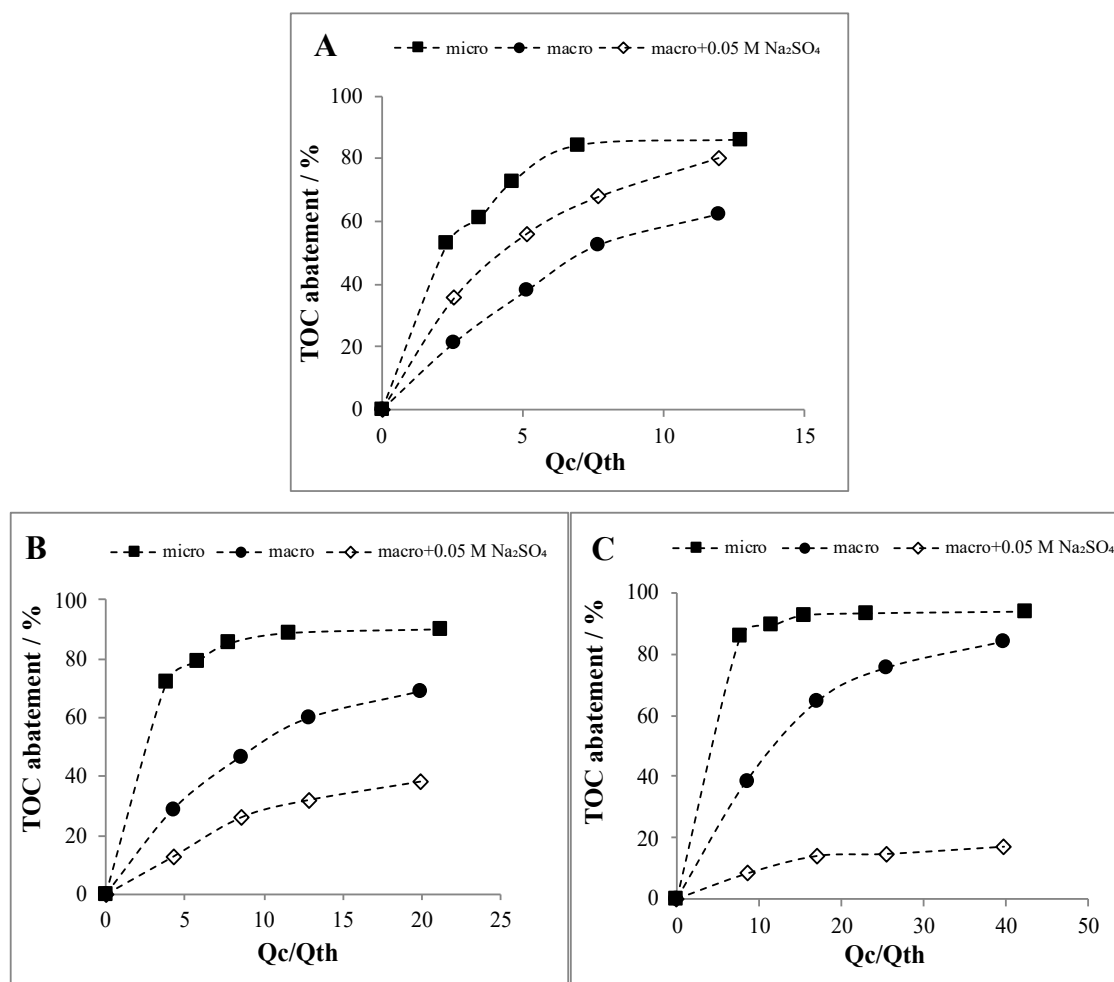 A
micro macro macro+0.05 M Na₂SO₄
100
80
60
40
20
0
TOC abatement / %
0 5 10 15
Qc/Qth
B
micro macro macro+0.05 M Na₂SO₄
100
80
60
40
20
0
TOC abatement / %
0 5 10 15 20 25
Qc/Qth
C
micro macro macro+0.05 M Na₂SO₄
100
80
60
40
20
0
TOC abatement / %
0 10 20 30 40 50
Qc/Qth